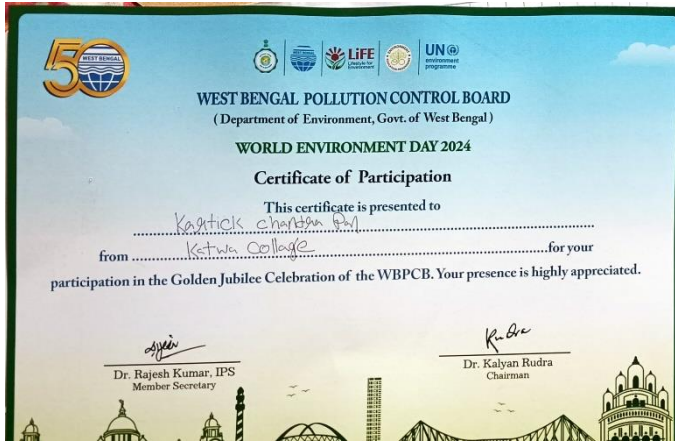 50
WEST BENGAL
LiFE
Lifestyle for
Environment
UN
environment
programme
WEST BENGAL POLLUTION CONTROL BOARD
(Department of Environment, Govt. of West Bengal)
WORLD ENVIRONMENT DAY 2024
Certificate of Participation
This certificate is presented to
Kartick Chandra
from Katwa Collage for your
participation in the Golden Jubilee Celebration of the WBPCB. Your presence is highly appreciated.
Dr. Rajesh Kumar, IPS
Member Secretary
Dr. Kalyan Rudra
Chairman